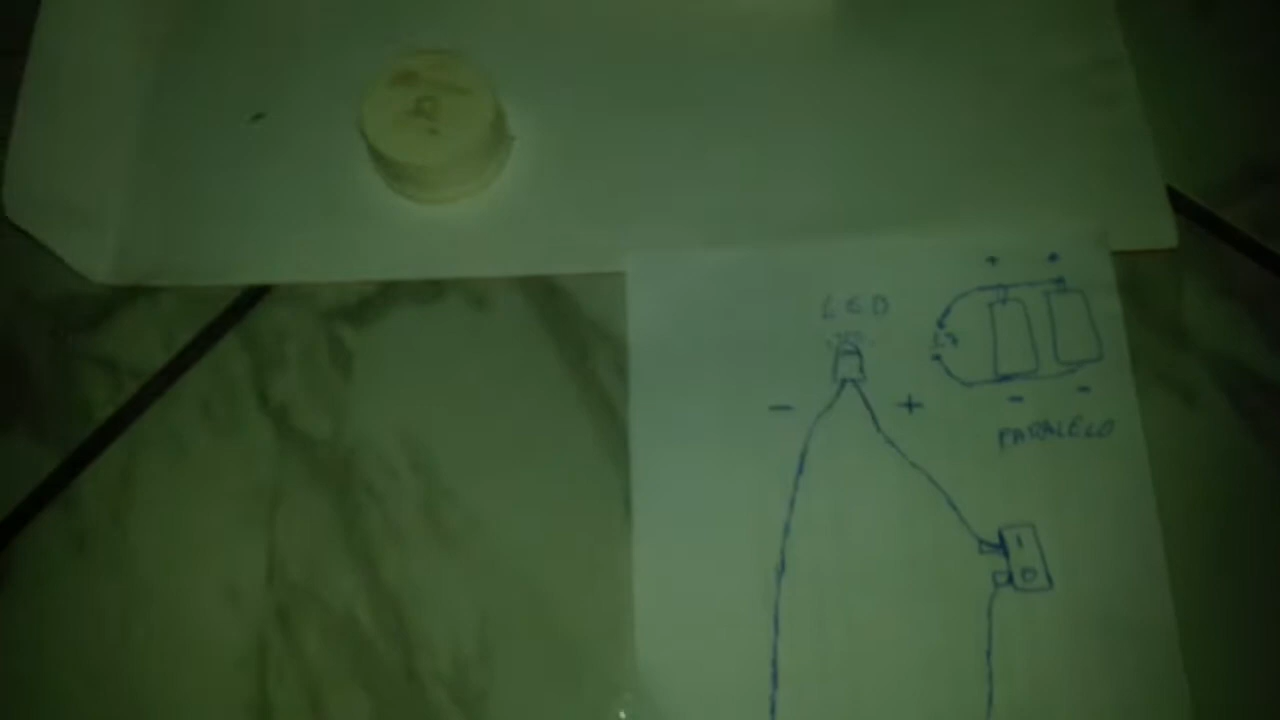 LED
+ +
- +
- -
PARALELO
I
O